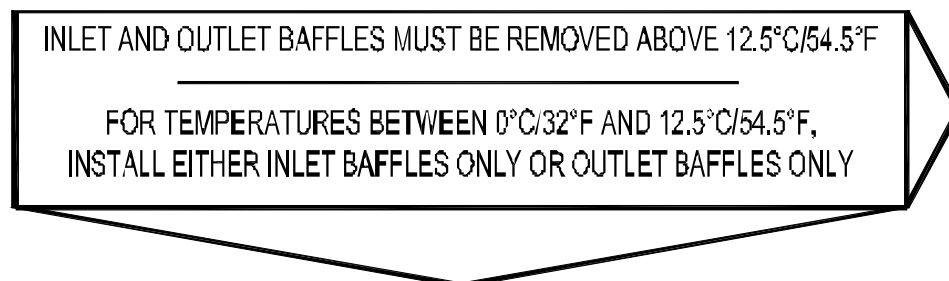 INLET AND OUTLET BAFFLES MUST BE REMOVED ABOVE 12.5°C/54.5°F
FOR TEMPERATURES BETWEEN 0°C/32°F AND 12.5°C/54.5°F,
INSTALL EITHER INLET BAFFLES ONLY OR OUTLET BAFFLES ONLY